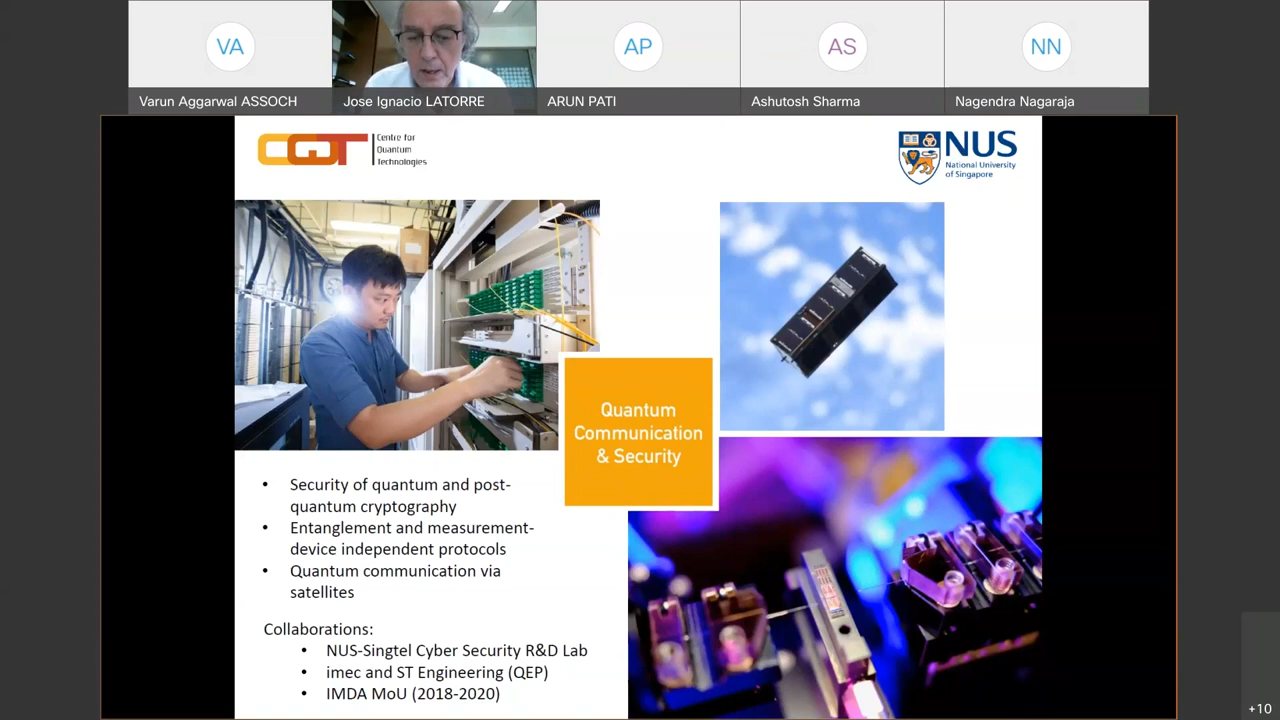 VA
AP
AS
NN
Varun Aggarwal ASSOCH
Jose Ignacio LATORRE
ARUN PATI
Ashutosh Sharma
Nagendra Nagaraja
CQT
Centre for
Quantum
Technologies
NUS
National University
of Singapore
Quantum
Communication
& Security
• Security of quantum and post-
quantum cryptography
• Entanglement and measurement-
device independent protocols
• Quantum communication via
satellites
Collaborations:
• NUS-Singtel Cyber Security R&D Lab
• imec and ST Engineering (QEP)
• IMDA MoU (2018-2020)
+10